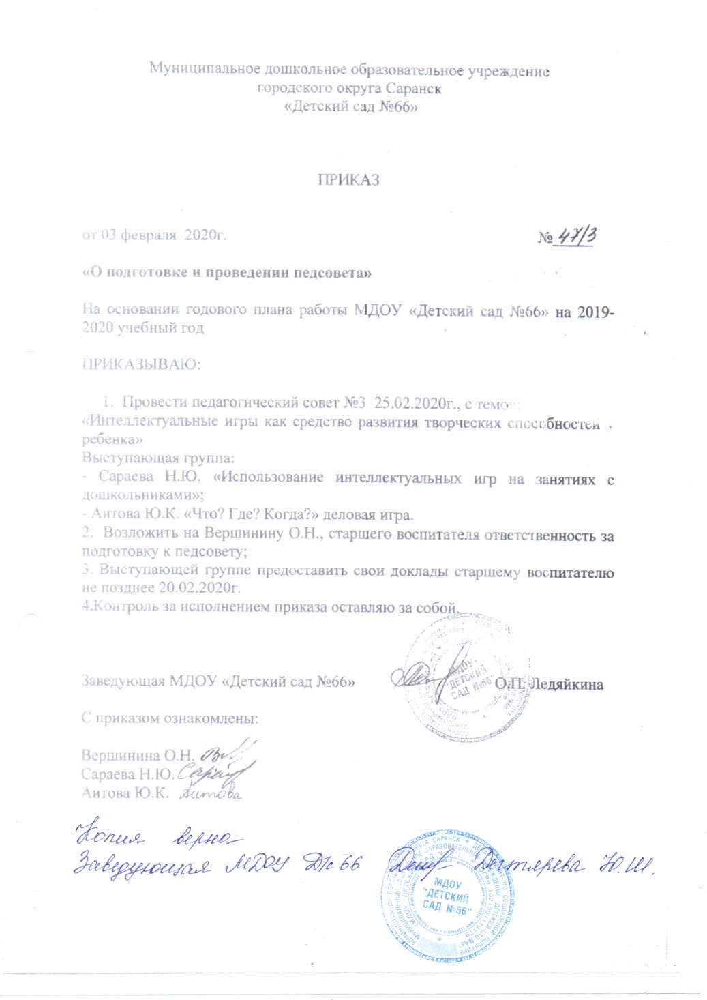 Муниципальное дошкольное образовательное учреждение
городского округа Саранск
«Детский сад №66»
ПРИКАЗ
от 03 февраля 2020г. № 47/3
«О подготовке и проведении педсовета»
На основании годового плана работы МДОУ «Детский сад №66» на 2019-
2020 учебный год
ПРИКАЗЫВАЮ:
1. Провести педагогический совет №3 25.02.2020г., с темой:
«Интеллектуальные игры как средство развития творческих способностей
ребенка»
Выступающая группа:
- Сараева Н.Ю. «Использование интеллектуальных игр на занятиях с
дошкольниками»;
- Аитова Ю.К. «Что? Где? Когда?» деловая игра.
2. Возложить на Вершинину О.Н., старшего воспитателя ответственность за
подготовку к педсовету;
3. Выступающей группе предоставить свои доклады старшему воспитателю
не позднее 20.02.2020г.
4.Контроль за исполнением приказа оставляю за собой.
Заведующая МДОУ «Детский сад №66» О.П. Ледяйкина
МДОУ
"ДЕТСКИЙ
САД №66"
С приказом ознакомлены:
Вершинина О.Н.
Сараева Н.Ю.
Аитова Ю.К. Аитова
Копия верна
Заведующая МДОУ Д/с 66 Дегтярева Ю.Ш.
МДОУ
"ДЕТСКИЙ
САД №66"